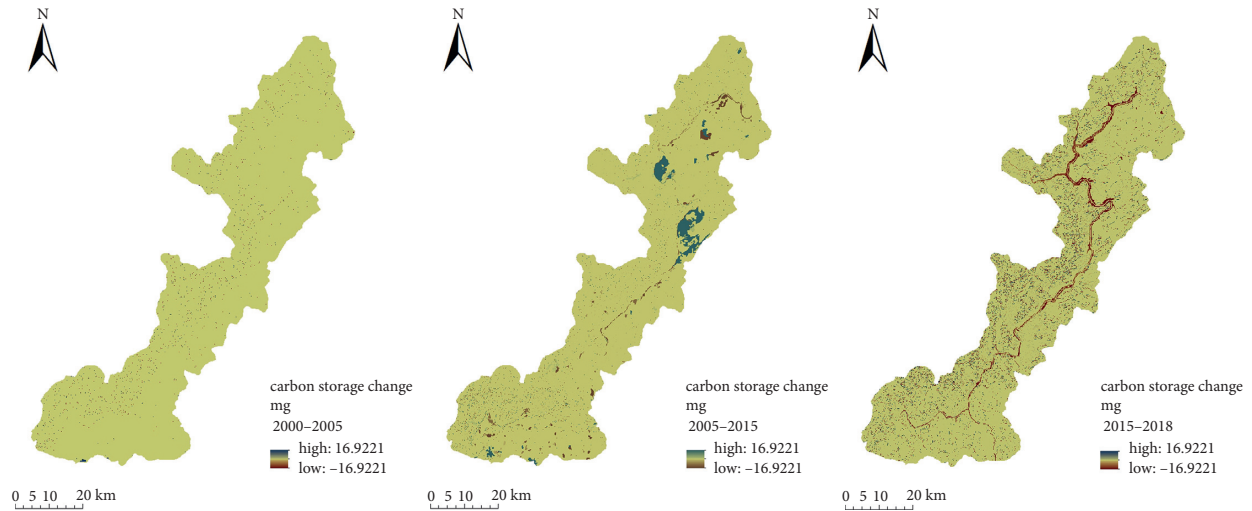 N
carbon storage change
mg
2000–2005
high: 16.9221
low: –16.9221
0 5 10 20 km
N
carbon storage change
mg
2005–2015
high: 16.9221
low: –16.9221
0 5 10 20 km
N
carbon storage change
mg
2015–2018
high: 16.9221
low: –16.9221
0 5 10 20 km